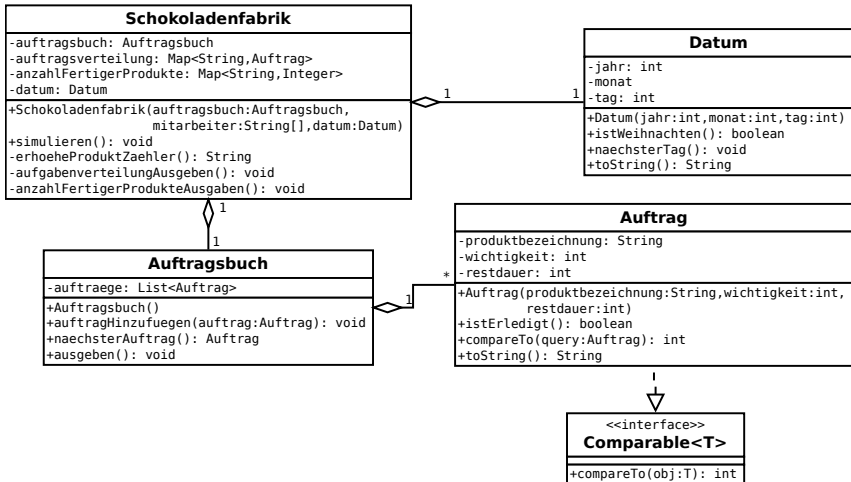 Schokoladenfabrik
-auftragsbuch: Auftragsbuch
-auftragsverteilung: Map<String,Auftrag>
-anzahlFertigerProdukte: Map<String,Integer>
-datum: Datum
+Schokoladenfabrik(auftragsbuch:Auftragsbuch,
mitarbeiter:String[],datum:Datum)
+simulieren(): void
-erhoeheProduktZaehler(): String
-aufgabenverteilungAusgeben(): void
-anzahlFertigerProdukteAusgaben(): void
1
1
Datum
-jahr: int
-monat
-tag: int
+Datum(jahr:int,monat:int,tag:int)
+istWeihnachten(): boolean
+naechsterTag(): void
+toString(): String
1
1
Auftragsbuch
-auftraege: List<Auftrag>
+Auftragsbuch()
+auftragHinzufuegen(auftrag:Auftrag): void
+naechsterAuftrag(): Auftrag
+ausgeben(): void
1
*
Auftrag
-produktbezeichnung: String
-wichtigkeit: int
-restdauer: int
+Auftrag(produktbezeichnung:String,wichtigkeit:int,
restdauer:int)
+istErledigt(): boolean
+compareTo(query:Auftrag): int
+toString(): String
<<interface>>
Comparable<T>
+compareTo(obj:T): int